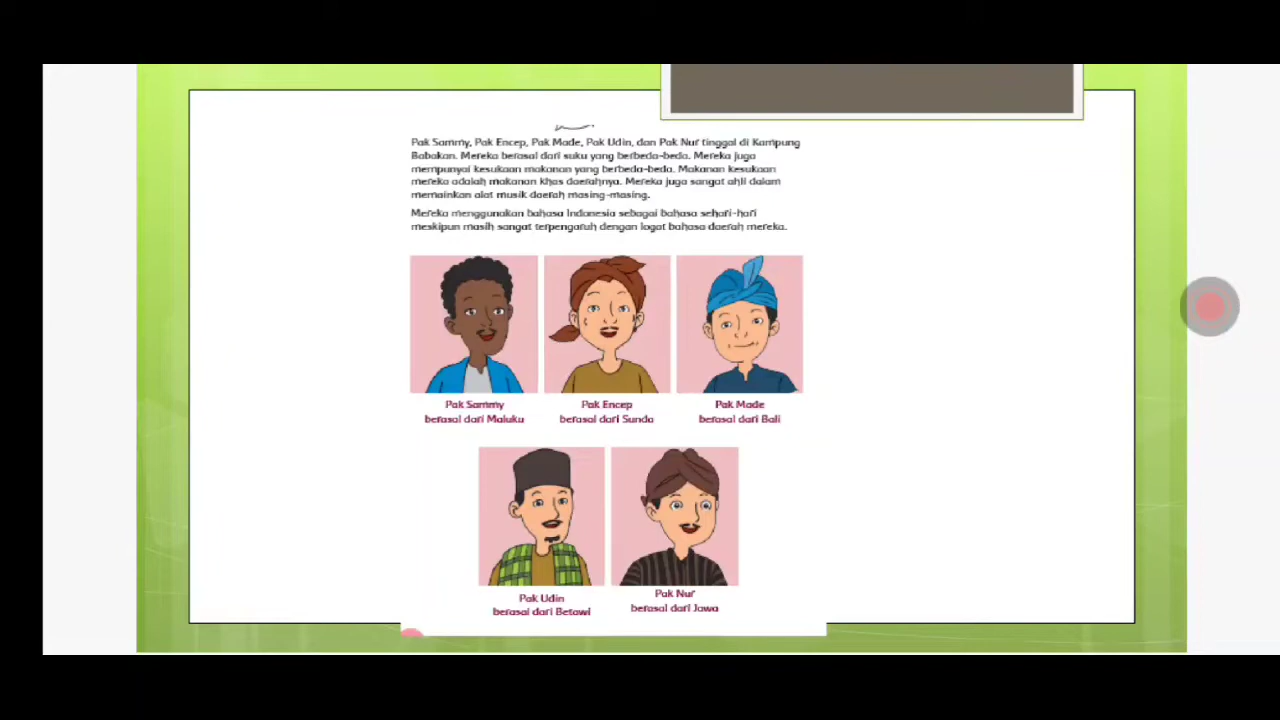 Pak Sammy, Pak Encep, Pak Made, Pak Udin, dan Pak Nur tinggal di Kampung
Babakan. Mereka berasal dari suku yang berbeda-beda. Mereka juga
mempunyai kesukaan makanan yang berbeda-beda. Makanan kesukaan
mereka adalah makanan khas daerahnya. Mereka juga sangat ahli dalam
memainkan alat musik daerah masing-masing.
Mereka menggunakan bahasa Indonesia sebagai bahasa sehari-hari
meskipun masih sangat terpengaruh dengan logat bahasa daerah mereka.
Pak Sammy
berasal dari Maluku
Pak Encep
berasal dari Sunda
Pak Made
berasal dari Bali
Pak Udin
berasal dari Betawi
Pak Nur
berasal dari Jawa